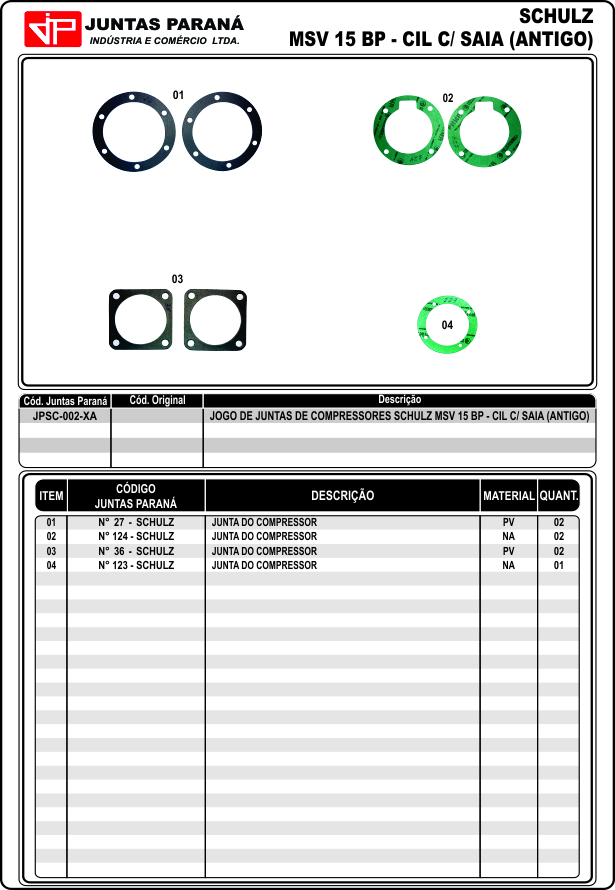 JP
JUNTAS PARANÁ
INDÚSTRIA E COMÉRCIO LTDA.
SCHULZ
MSV 15 BP - CIL C/ SAIA (ANTIGO)
01
02
03
04
Cód. Juntas Paraná Cód. Original Descrição
JPSC-002-XA JOGO DE JUNTAS DE COMPRESSORES SCHULZ MSV 15 BP - CIL C/ SAIA (ANTIGO)
ITEM CÓDIGO JUNTAS PARANÁ DESCRIÇÃO MATERIAL QUANT.
01 N° 27 - SCHULZ JUNTA DO COMPRESSOR PV 02
02 N° 124 - SCHULZ JUNTA DO COMPRESSOR NA 02
03 N° 36 - SCHULZ JUNTA DO COMPRESSOR PV 02
04 N° 123 - SCHULZ JUNTA DO COMPRESSOR NA 01